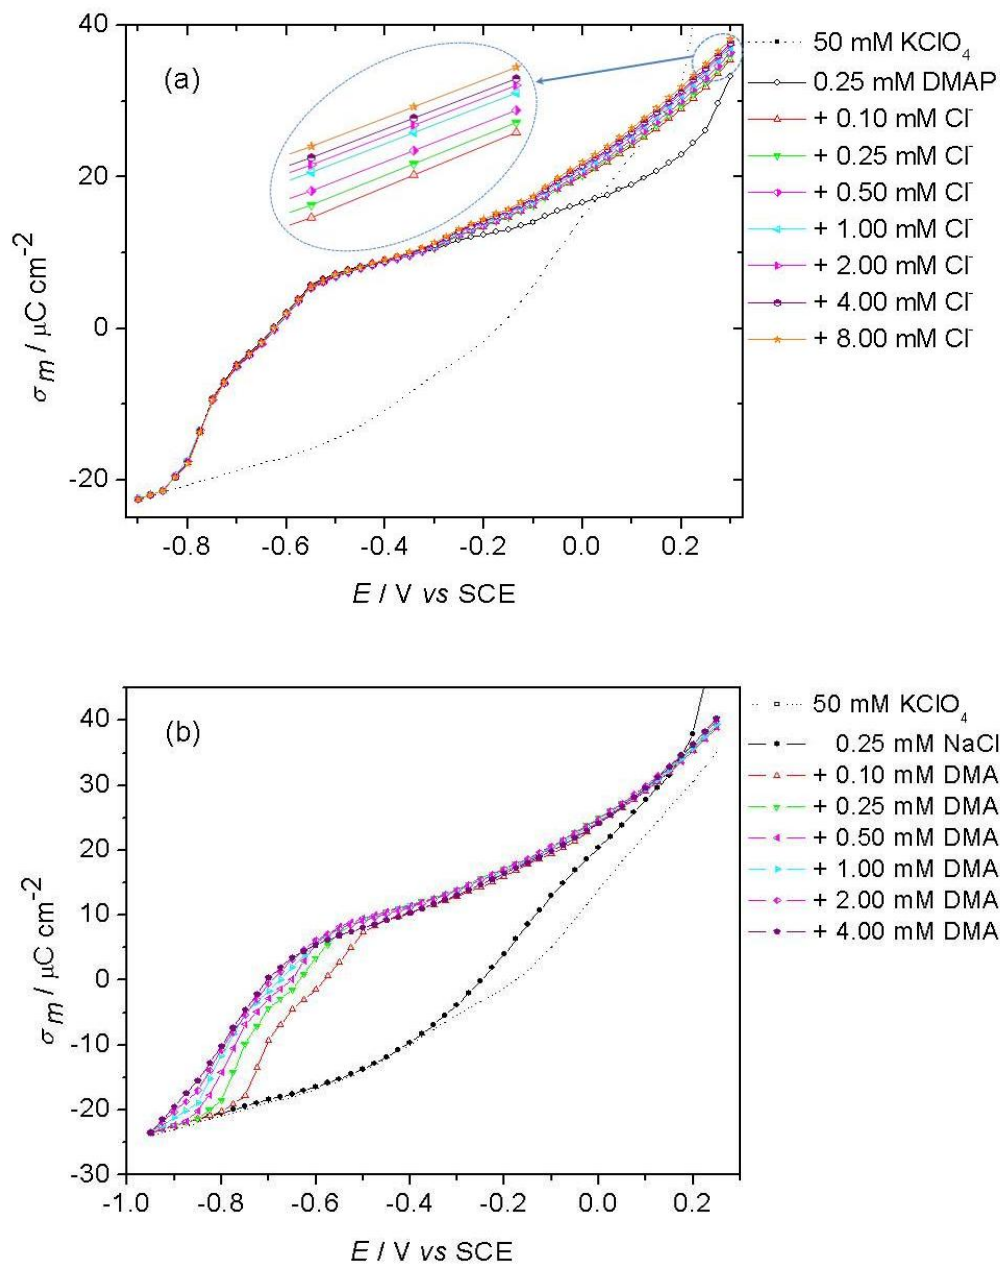 (a)
40
20
0
-20
σm / μC cm-2
-0.8 -0.6 -0.4 -0.2 0.0 0.2
E / V vs SCE
50 mM KClO4
0.25 mM DMAP
+ 0.10 mM Cl-
+ 0.25 mM Cl-
+ 0.50 mM Cl-
+ 1.00 mM Cl-
+ 2.00 mM Cl-
+ 4.00 mM Cl-
+ 8.00 mM Cl-
(b)
40
30
20
10
0
-10
-20
-30
σm / μC cm-2
-1.0 -0.8 -0.6 -0.4 -0.2 0.0 0.2
E / V vs SCE
50 mM KClO4
0.25 mM NaCl
+ 0.10 mM DMA
+ 0.25 mM DMA
+ 0.50 mM DMA
+ 1.00 mM DMA
+ 2.00 mM DMA
+ 4.00 mM DMA